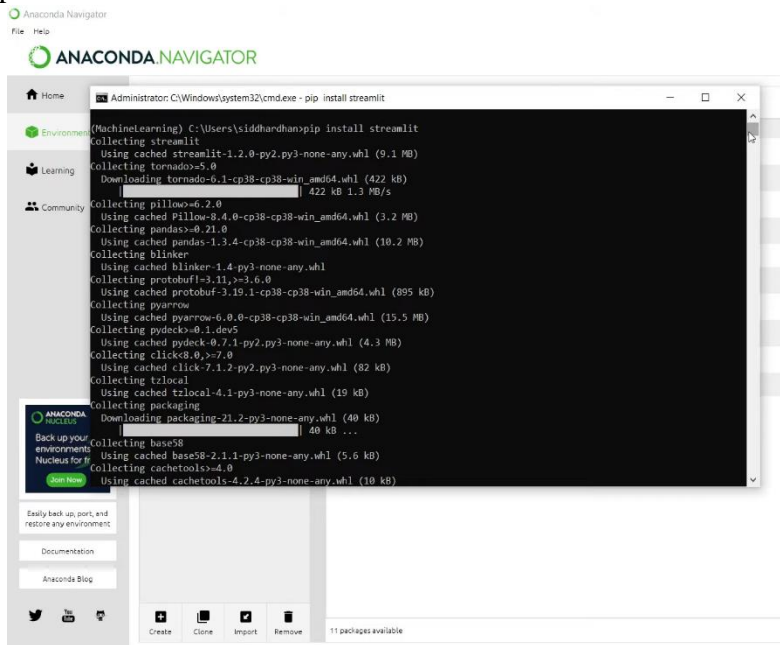 Anaconda Navigator
File Help
ANACONDA.NAVIGATOR
Home
Environmen
Learning
Community
Administrator: C:\Windows\system32\cmd.exe - pip install streamlit
(MachineLearning) C:\Users\siddhardhan>pip install streamlit
Collecting streamlit
Using cached streamlit-1.2.0-py2.py3-none-any.whl (9.1 MB)
Collecting tornado>=5.0
Downloading tornado-6.1-cp38-cp38-win_amd64.whl (422 kB)
| | 422 kB 1.3 MB/s
Collecting pillow>=6.2.0
Using cached Pillow-8.4.0-cp38-cp38-win_amd64.whl (3.2 MB)
Collecting pandas>=0.21.0
Using cached pandas-1.3.4-cp38-cp38-win_amd64.whl (10.2 MB)
Collecting blinker
Using cached blinker-1.4-py3-none-any.whl
Collecting protobuf!=3.11,>=3.6.0
Using cached protobuf-3.19.1-cp38-cp38-win_amd64.whl (895 kB)
Collecting pyarrow
Using cached pyarrow-6.0.0-cp38-cp38-win_amd64.whl (15.5 MB)
Collecting pydeck>=0.1.dev5
Using cached pydeck-0.7.1-py2.py3-none-any.whl (4.3 MB)
Collecting click<8.0,>=7.0
Using cached click-7.1.2-py2.py3-none-any.whl (82 kB)
Collecting tzlocal
Using cached tzlocal-4.1-py3-none-any.whl (19 kB)
Collecting packaging
Downloading packaging-21.2-py3-none-any.whl (40 kB)
| | 40 kB ...
Collecting base58
Using cached base58-2.1.1-py3-none-any.whl (5.6 kB)
Collecting cachetools>=4.0
Using cached cachetools-4.2.4-py3-none-any.whl (10 kB)
ANACONDA
NUCLEUS
Back up your
environments
Nucleus for fr
Join Now
Easily back up, port, and
restore any environment
Documentation
Anaconda Blog
You
Tube
Create Clone Import Remove
11 packages available